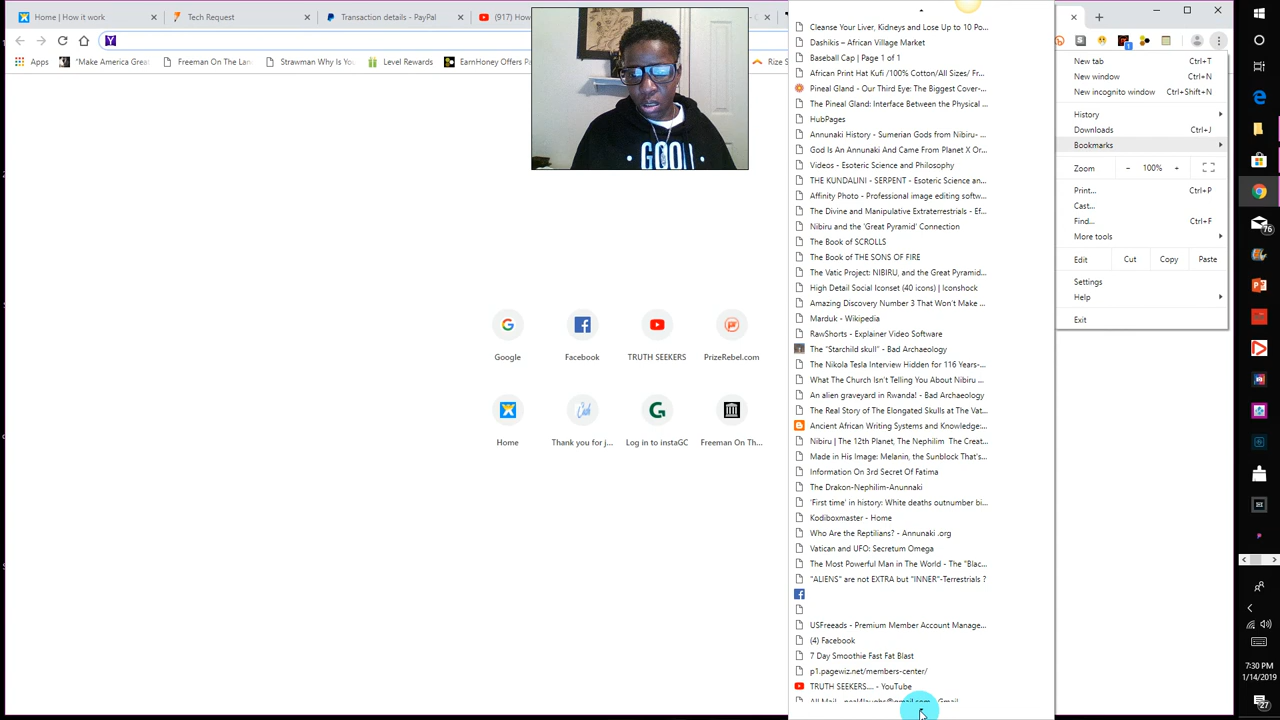 Home | How it work
Tech Request
Transaction details - PayPal
(917) How
Apps
"Make America Great
Freeman On The Lan
Strawman Why is You
Level Rewards
EarnHoney Offers Pa
Rize S
GOOD
Google
Facebook
TRUTH SEEKERS
PrizeRebel.com
Home
Thank you for j...
Log in to instaGC
Freeman On Th...
Cleanse Your Liver, Kidneys and Lose Up to 10 Po...
Dashikis – African Village Market
Baseball Cap | Page 1 of 1
African Print Hat Kufi /100% Cotton/All Sizes/ Fr...
Pineal Gland - Our Third Eye: The Biggest Cover-...
The Pineal Gland: Interface Between the Physical ...
HubPages
Annunaki History - Sumerian Gods from Nibiru- ...
God Is An Annunaki And Came From Planet X Or...
Videos - Esoteric Science and Philosophy
THE KUNDALINI - SERPENT - Esoteric Science an...
Affinity Photo - Professional image editing softw...
The Divine and Manipulative Extraterrestrials - Ef...
Nibiru and the 'Great Pyramid' Connection
The Book of SCROLLS
The Book of THE SONS OF FIRE
The Vatic Project: NIBIRU, and the Great Pyramid...
High Detail Social Iconset (40 icons) | Iconshock
Amazing Discovery Number 3 That Won't Make ...
Marduk - Wikipedia
RawShorts - Explainer Video Software
The "Starchild skull" - Bad Archaeology
The Nikola Tesla Interview Hidden for 116 Years-...
What The Church Isn't Telling You About Nibiru ...
An alien graveyard in Rwanda! - Bad Archaeology
The Real Story of The Elongated Skulls at The Vat...
Ancient African Writing Systems and Knowledge:...
Nibiru | The 12th Planet, The Nephilim The Creat...
Made in His Image: Melanin, the Sunblock That's...
Information On 3rd Secret Of Fatima
The Drakon-Nephilim-Anunnaki
'First time' in history: White deaths outnumber bi...
Kodiboxmaster - Home
Who Are the Reptilians? - Annunaki .org
Vatican and UFO: Secretum Omega
The Most Powerful Man in The World - The "Blac...
"ALIENS" are not EXTRA but "INNER"-Terrestrials ?
USFreeads - Premium Member Account Manage...
(4) Facebook
7 Day Smoothie Fast Fat Blast
p1.pagewiz.net/members-center/
TRUTH SEEKERS.... - YouTube
New tab Ctrl+T
New window Ctrl+N
New incognito window Ctrl+Shift+N
History
Downloads Ctrl+J
Bookmarks
Zoom - 100% +
Print... Ctrl+P
Cast...
Find... Ctrl+F
More tools
Edit Cut Copy Paste
Settings
Help
Exit
76
7:30 PM
1/14/2019
27